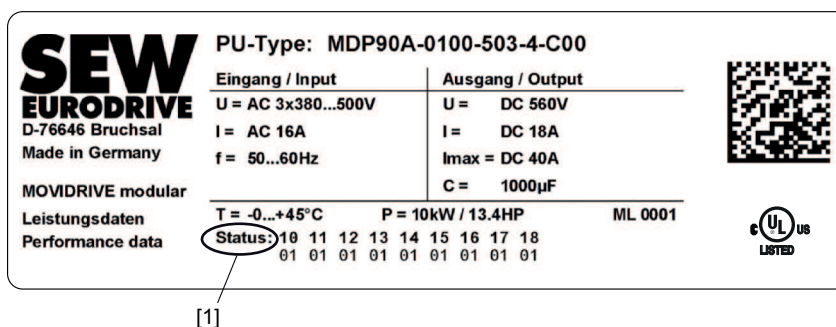 SEW
EURODRIVE
D-76646 Bruchsal
Made in Germany
MOVIDRIVE modular
Leistungsdaten
Performance data
PU-Type: MDP90A-0100-503-4-C00
Eingang / Input
U = AC 3x380...500V
I = AC 16A
f = 50...60Hz
Ausgang / Output
U = DC 560V
I = DC 18A
Imax = DC 40A
C = 1000µF
T = -0...+45°C P = 10kW / 13.4HP ML 0001
Status: 10 11 12 13 14 15 16 17 18
01 01 01 01 01 01 01 01 01
C UL US
LISTED
[1]